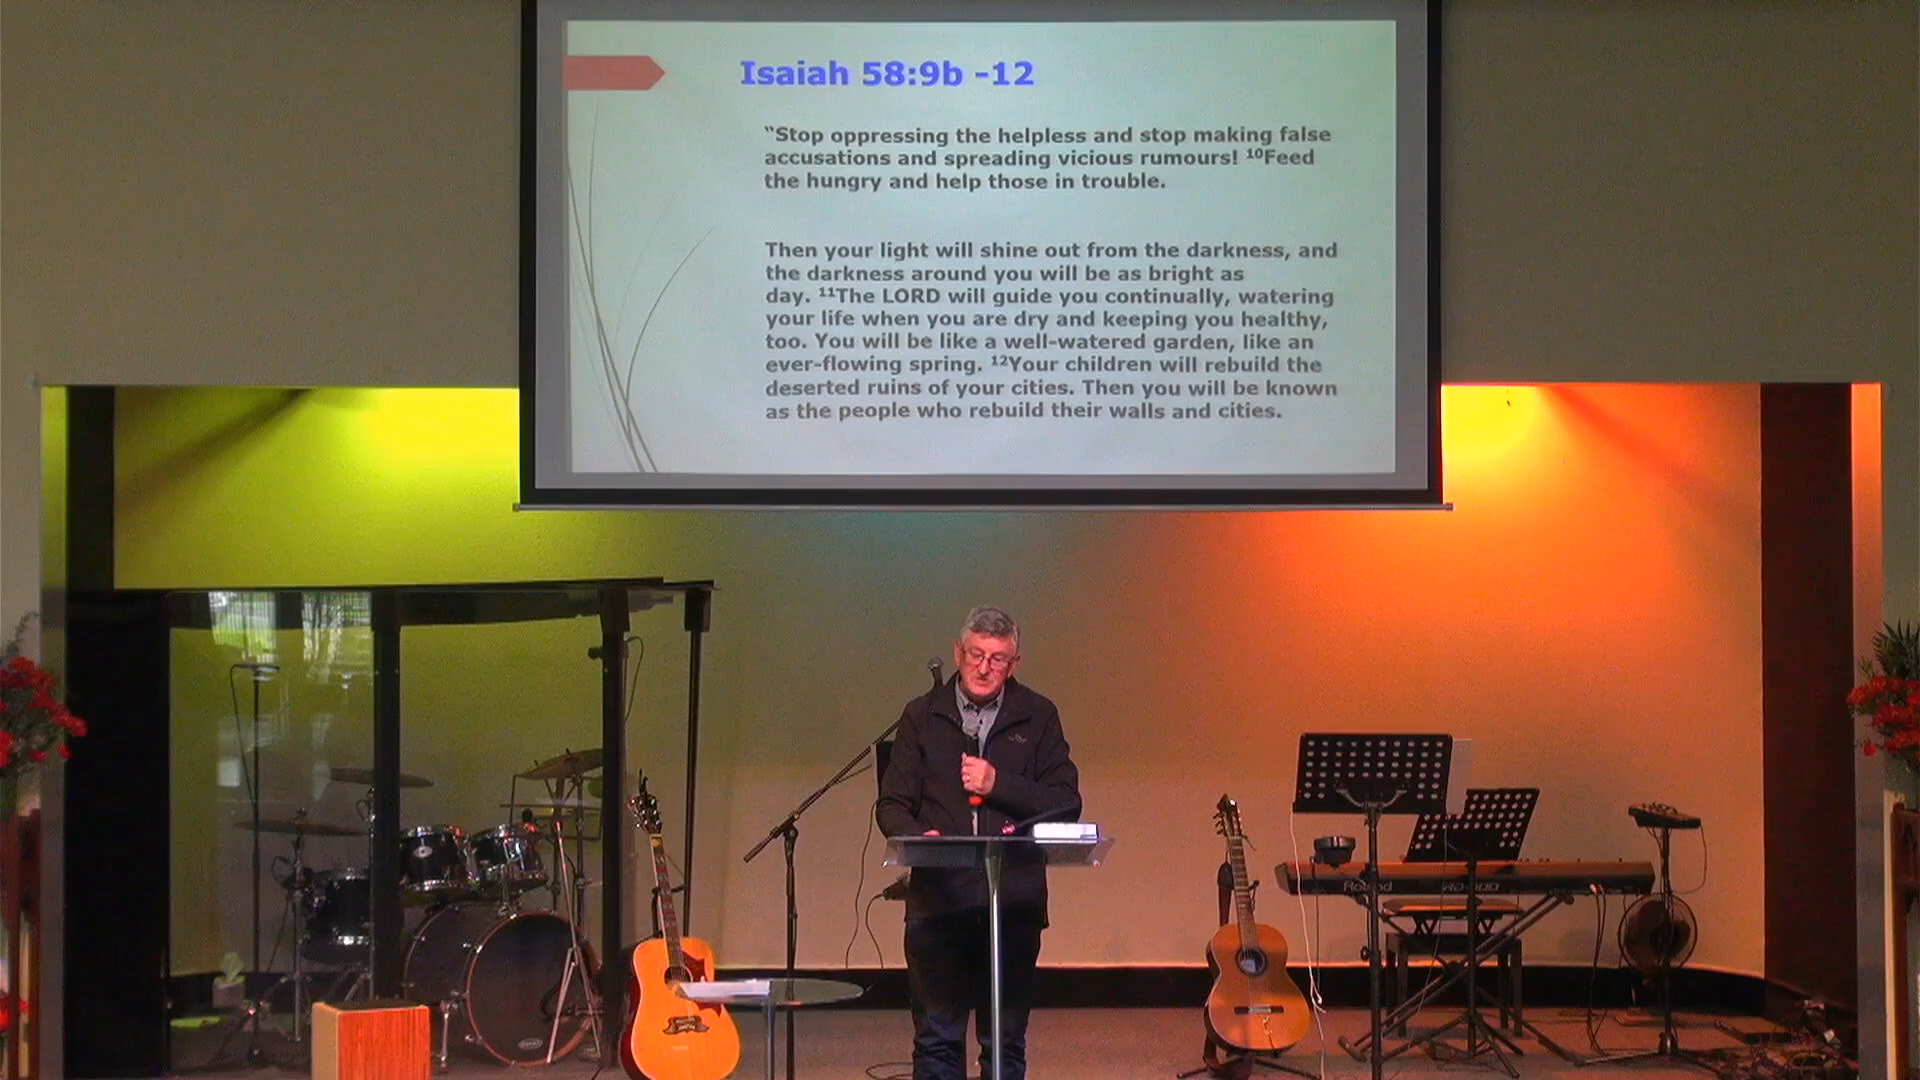 Isaiah 58:9b -12
“Stop oppressing the helpless and stop making false
accusations and spreading vicious rumours! ¹⁰Feed
the hungry and help those in trouble.
Then your light will shine out from the darkness, and
the darkness around you will be as bright as
day. ¹¹The LORD will guide you continually, watering
your life when you are dry and keeping you healthy,
too. You will be like a well-watered garden, like an
ever-flowing spring. ¹²Your children will rebuild the
deserted ruins of your cities. Then you will be known
as the people who rebuild their walls and cities.
Roland